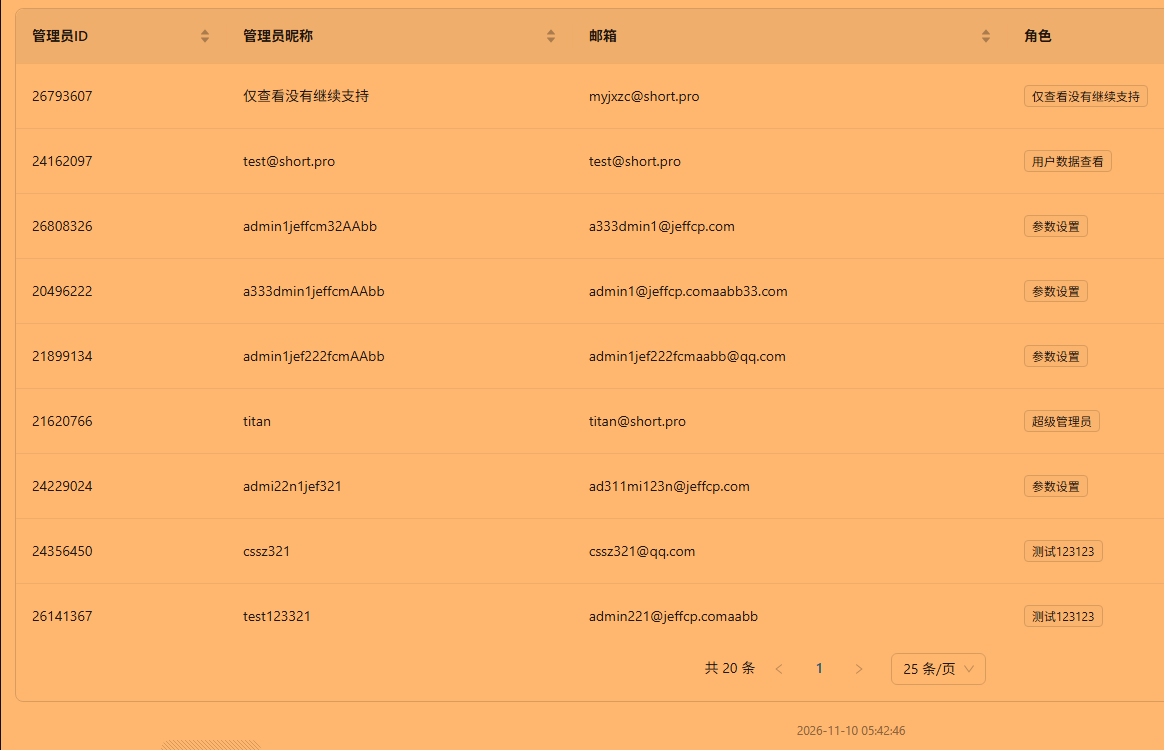 管理员ID 管理员昵称 邮箱 角色
26793607 仅查看没有继续支持 myjxzc@short.pro 仅查看没有继续支持
24162097 test@short.pro test@short.pro 用户数据查看
26808326 admin1jeffcm32AAbb a333dmin1@jeffcp.com 参数设置
20496222 a333dmin1jeffcmAAbb admin1@jeffcp.comaabb33.com 参数设置
21899134 admin1jef222fcmAAbb admin1jef222fcmaabb@qq.com 参数设置
21620766 titan titan@short.pro 超级管理员
24229024 admi22n1jef321 ad311mi123n@jeffcp.com 参数设置
24356450 cssz321 cssz321@qq.com 测试123123
26141367 test123321 admin221@jeffcp.comaabb 测试123123
共 20 条 < 1 > 25 条/页
2026-11-10 05:42:46